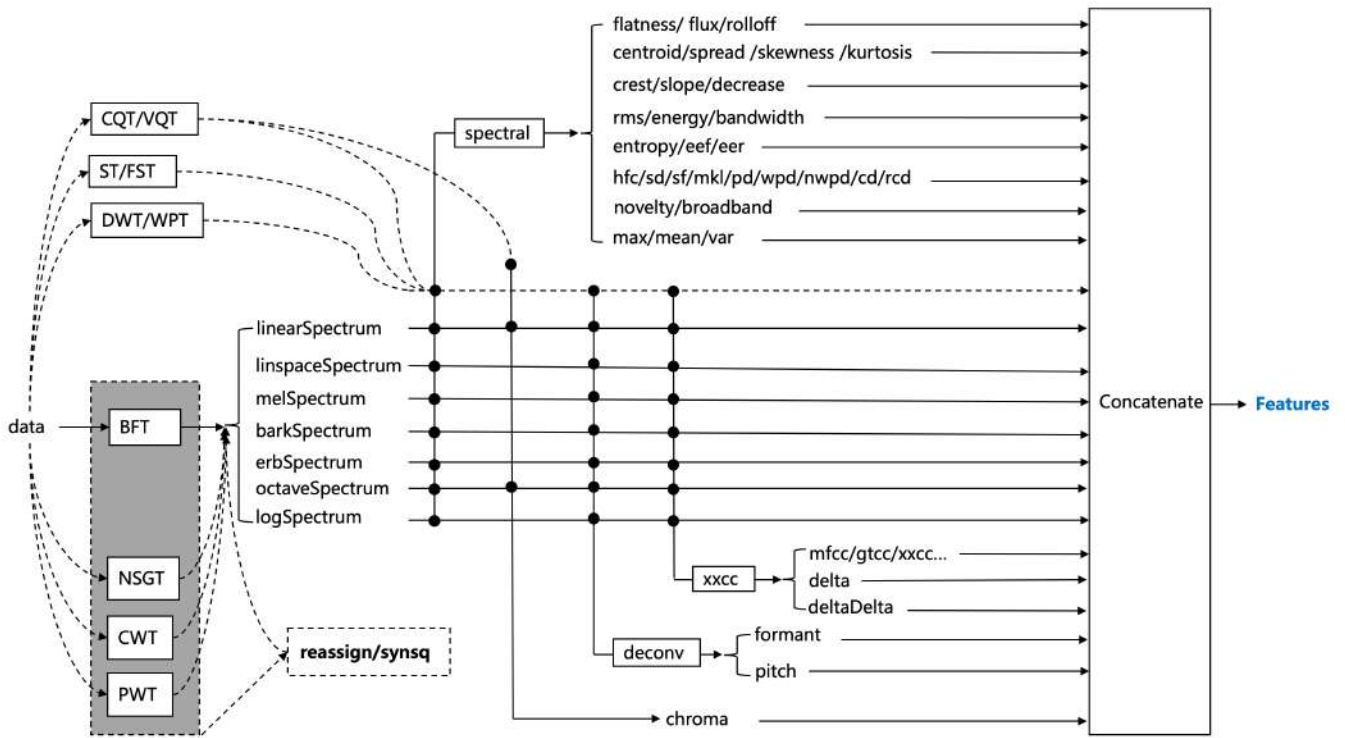 flatness/ flux/rolloff
centroid/spread /skewness /kurtosis
crest/slope/decrease
CQT/VQT
rms/energy/bandwidth
spectral
entropy/eef/eer
ST/FST
hfc/sd/sf/mkl/pd/wpd/nwpd/cd/rcd
novelty/broadband
DWT/WPT
max/mean/var
linearSpectrum
linspaceSpectrum
melSpectrum
Concatenate
Features
data
BFT
barkSpectrum
erbSpectrum
octaveSpectrum
logSpectrum
mfcc/gtcc/xxcc...
NSGT
xxcc
delta
deltaDelta
CWT
formant
reassign/synsq
deconv
pitch
PWT
chroma